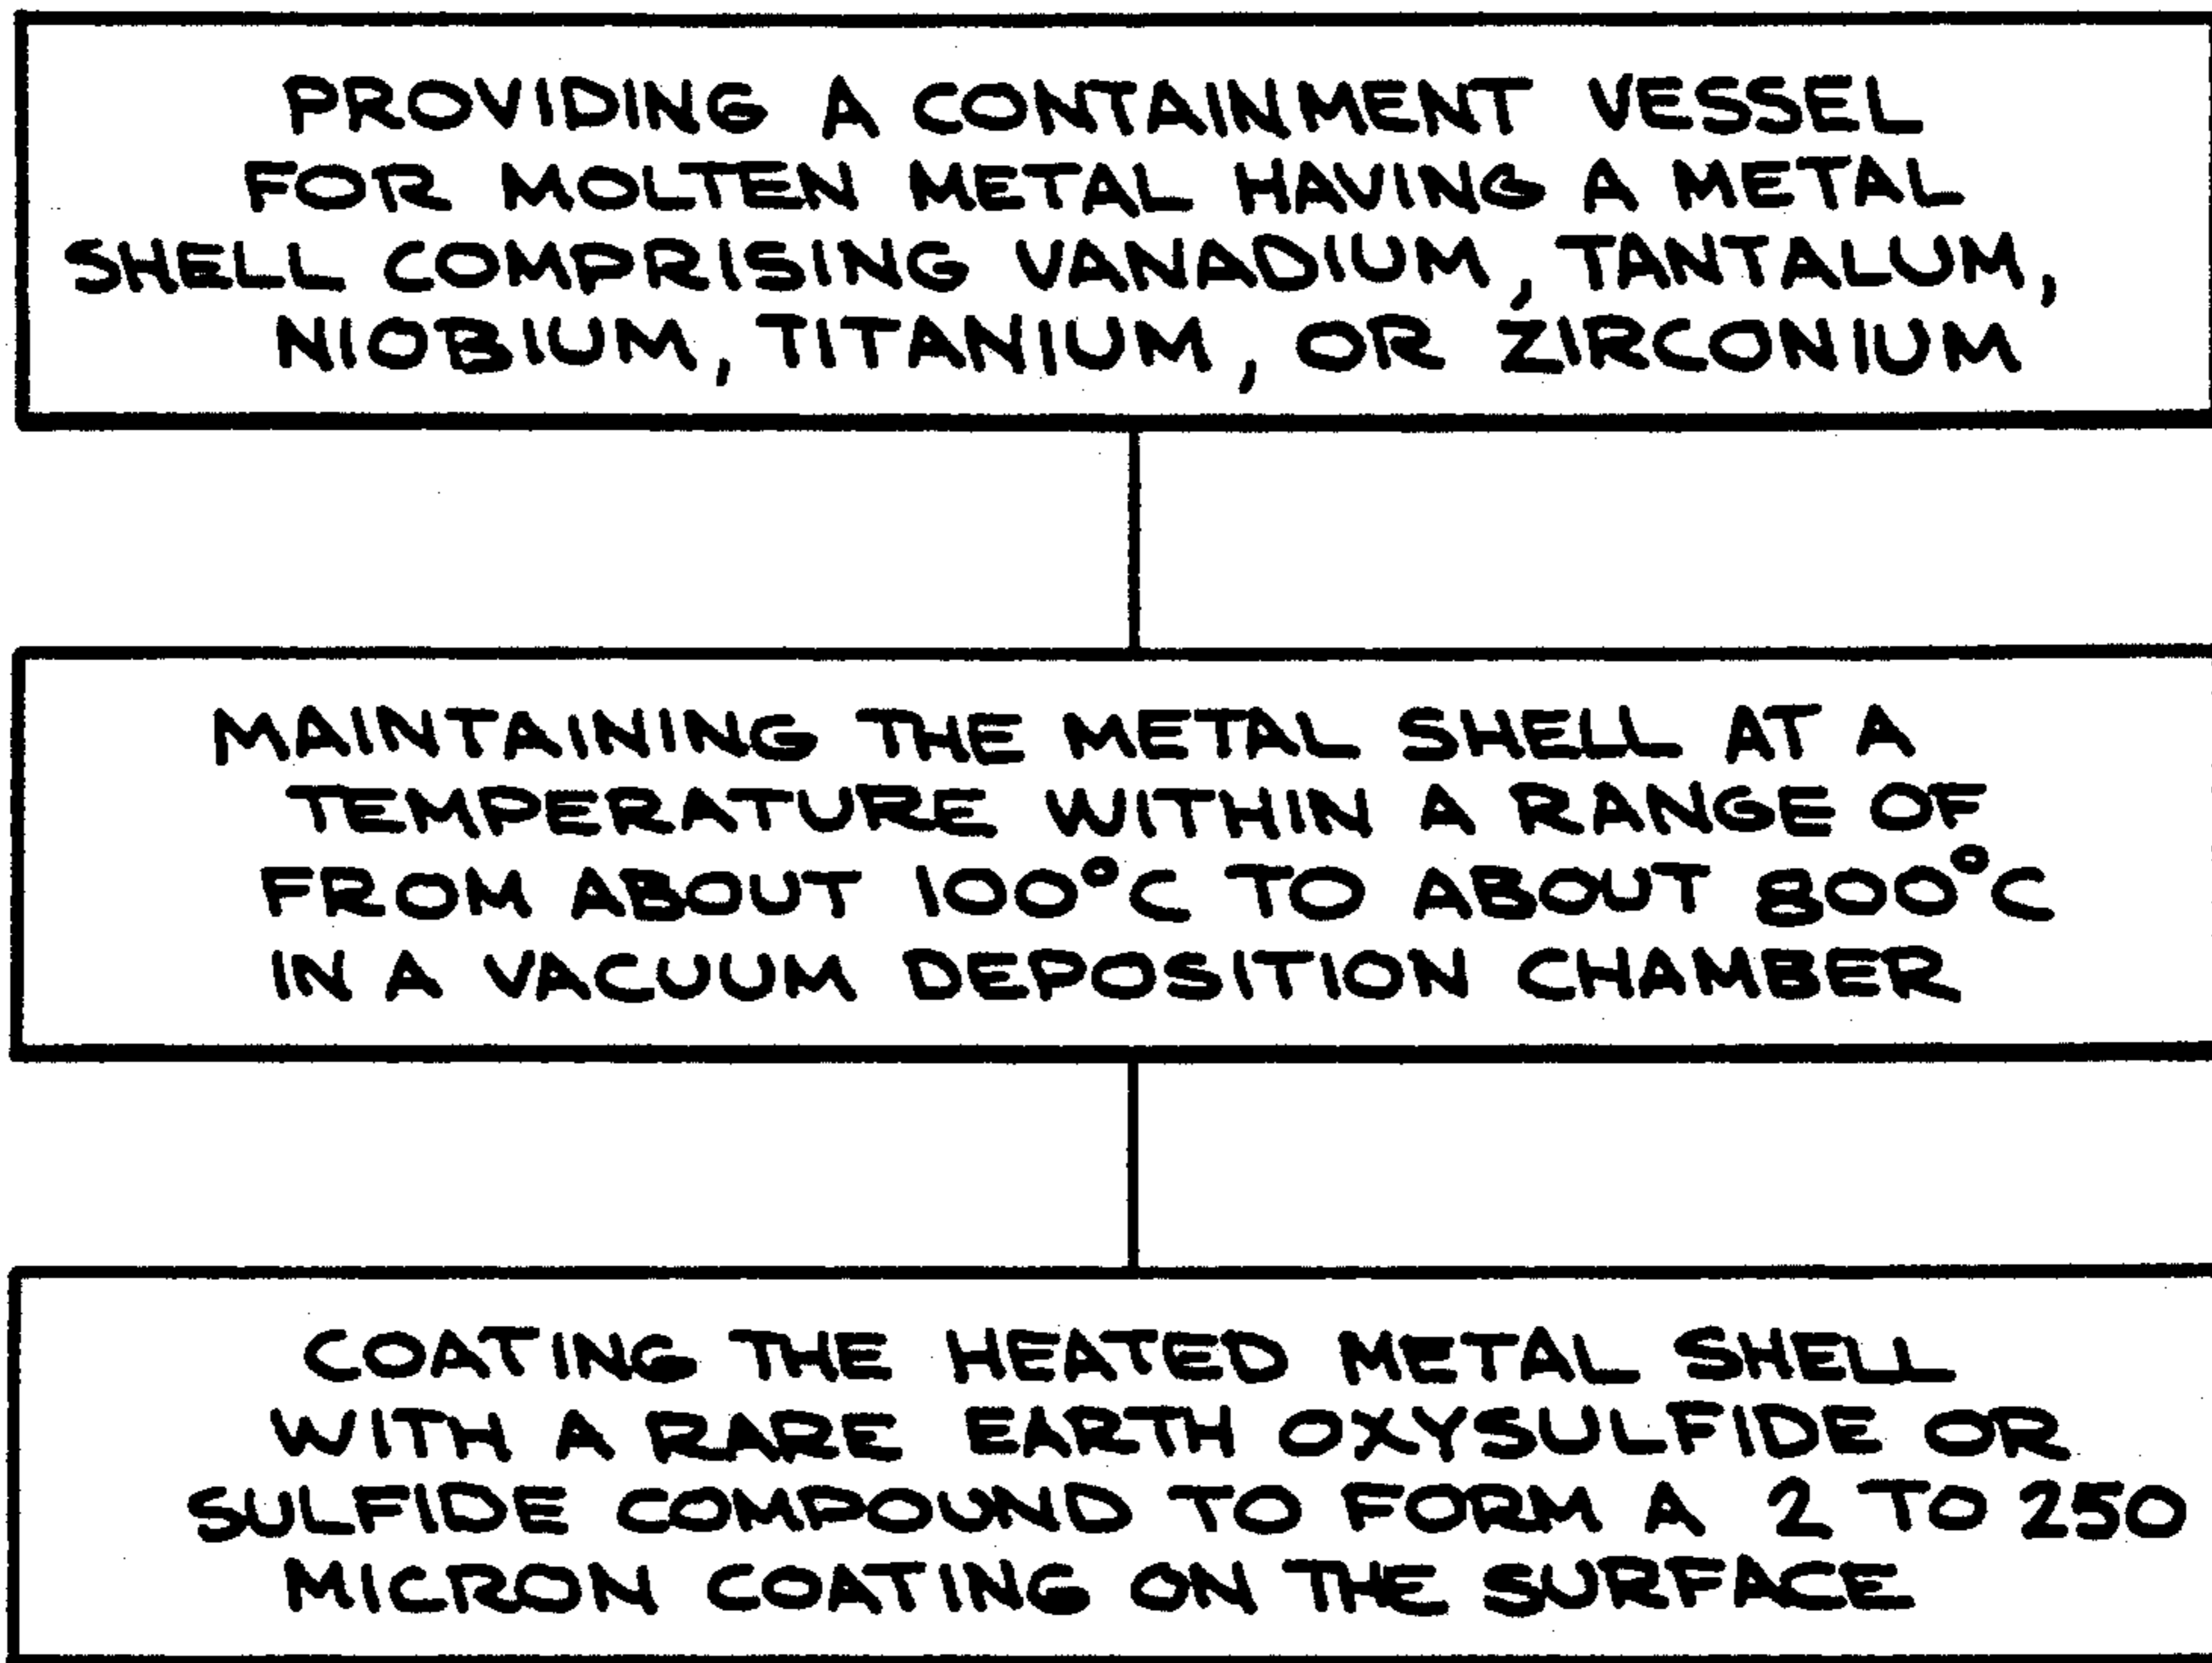 PROVIDING A CONTAINMENT VESSEL
FOR MOLTEN METAL HAVING A METAL
SHELL COMPRISING VANADIUM, TANTALUM,
NIOBIUM, TITANIUM, OR ZIRCONIUM
MAINTAINING THE METAL SHELL AT A
TEMPERATURE WITHIN A RANGE OF
FROM ABOUT 100°C TO ABOUT 800°C
IN A VACUUM DEPOSITION CHAMBER
COATING THE HEATED METAL SHELL
WITH A RARE EARTH OXYSULFIDE OR
SULFIDE COMPOUND TO FORM A 2 TO 250
MICRON COATING ON THE SURFACE